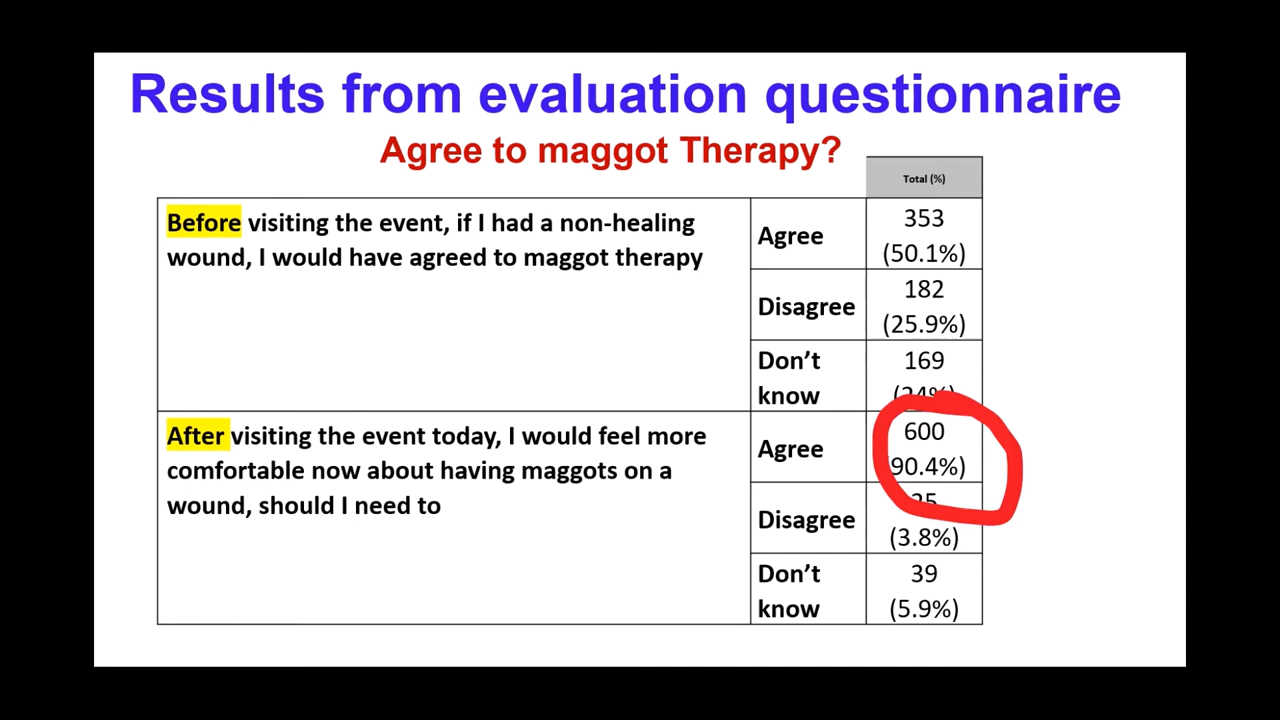 Results from evaluation questionnaire
Agree to maggot Therapy?
Total (%)
Before visiting the event, if I had a non-healing
wound, I would have agreed to maggot therapy
Agree
353
(50.1%)
Disagree
182
(25.9%)
Don't
know
169
(24%)
After visiting the event today, I would feel more
comfortable now about having maggots on a
wound, should I need to
Agree
600
(90.4%)
Disagree
25
(3.8%)
Don't
know
39
(5.9%)